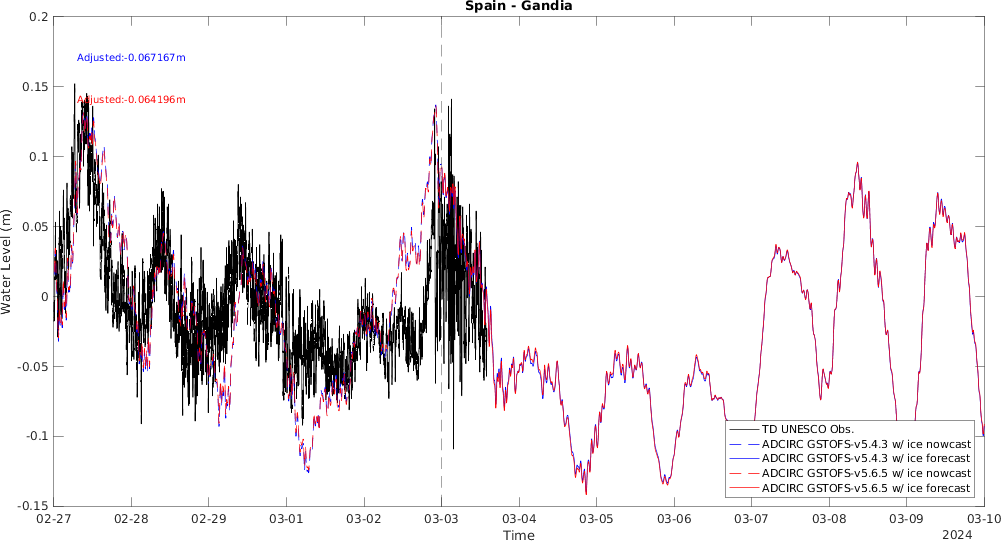 Spain - Gandia
0.2
0.15
0.1
0.05
0
-0.05
-0.1
-0.15
Water Level (m)
Adjusted:-0.067167m
Adjusted:-0.064196m
TD UNESCO Obs.
ADCIRC GSTOFS-v5.4.3 w/ ice nowcast
ADCIRC GSTOFS-v5.4.3 w/ ice forecast
ADCIRC GSTOFS-v5.6.5 w/ ice nowcast
ADCIRC GSTOFS-v5.6.5 w/ ice forecast
02-27 02-28 02-29 03-01 03-02 03-03 03-04 03-05 03-06 03-07 03-08 03-09 03-10
Time
2024